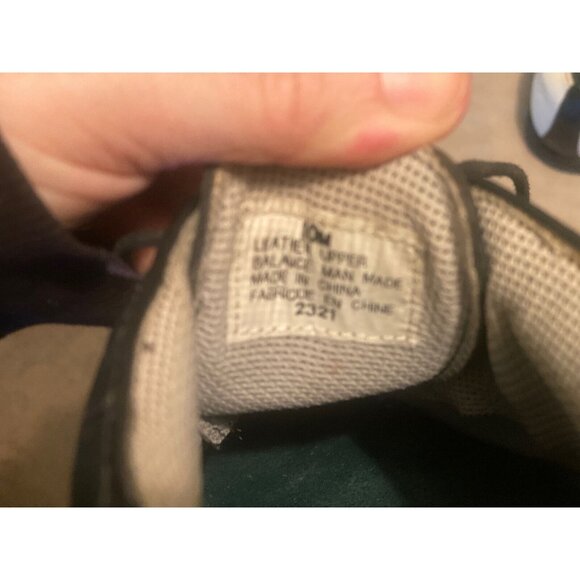 10M
LEATHER UPPER
BALANCE MAN MADE
MADE IN CHINA
FABRIQUE EN CHINE
2321